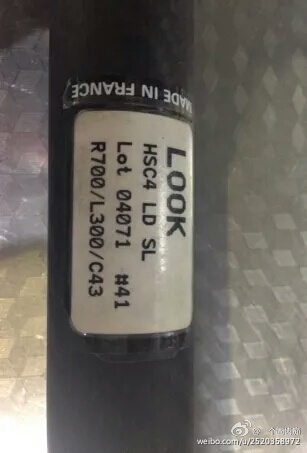 MADE IN FRANCE
LOOK
HSC4 LD SL
Lot 04071 #41
R700/L300/C43
weibo.com/u/2520358972